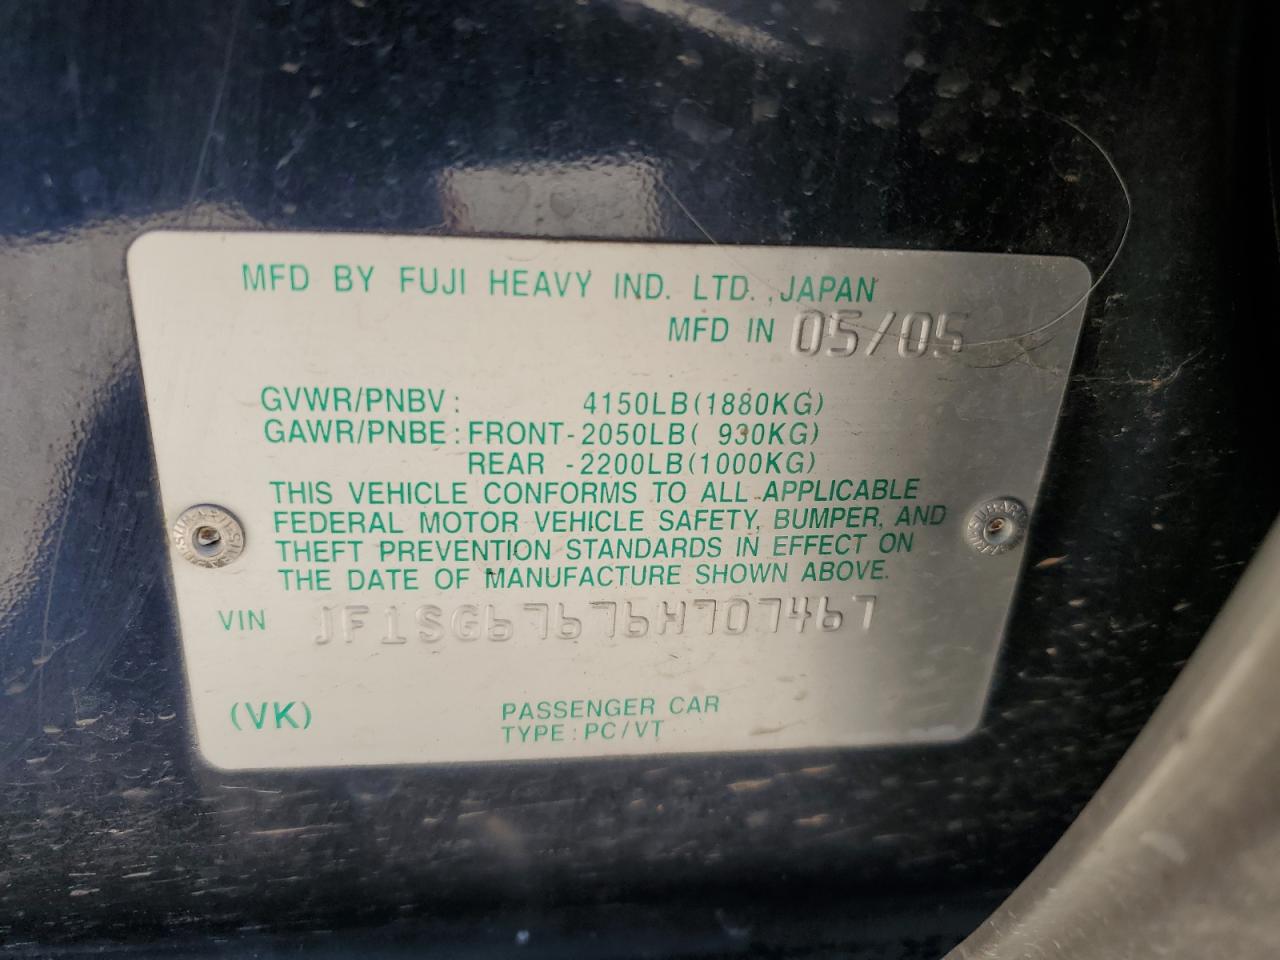 MFD BY FUJI HEAVY IND. LTD., JAPAN
MFD IN 05/05
GVWR/PNBV: 4150LB(1880KG)
GAWR/PNBE: FRONT-2050LB( 930KG)
REAR -2200LB(1000KG)
THIS VEHICLE CONFORMS TO ALL APPLICABLE
FEDERAL MOTOR VEHICLE SAFETY, BUMPER, AND
THEFT PREVENTION STANDARDS IN EFFECT ON
THE DATE OF MANUFACTURE SHOWN ABOVE.
VIN JF1SG67676H707467
(VK)
PASSENGER CAR
TYPE: PC/VT